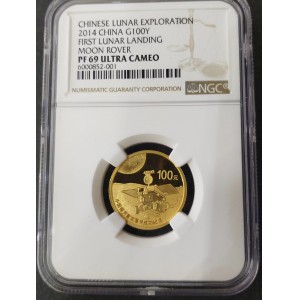 CHINESE LUNAR EXPLORATION
2014 CHINA G100Y
FIRST LUNAR LANDING
MOON ROVER
PF 69 ULTRA CAMEO
6000852-001
NUMISMATIC GUARANTY CORPORATION
NGC
100元